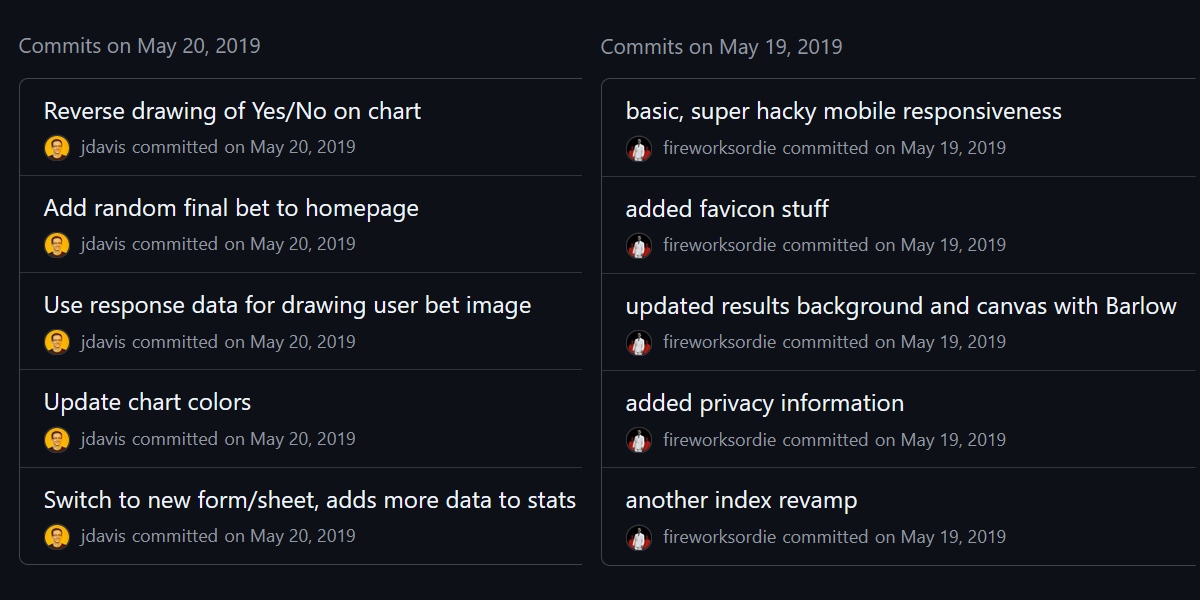 Commits on May 20, 2019
Reverse drawing of Yes/No on chart
jdavis committed on May 20, 2019
Add random final bet to homepage
jdavis committed on May 20, 2019
Use response data for drawing user bet image
jdavis committed on May 20, 2019
Update chart colors
jdavis committed on May 20, 2019
Switch to new form/sheet, adds more data to stats
jdavis committed on May 20, 2019
Commits on May 19, 2019
basic, super hacky mobile responsiveness
fireworksordie committed on May 19, 2019
added favicon stuff
fireworksordie committed on May 19, 2019
updated results background and canvas with Barlow
fireworksordie committed on May 19, 2019
added privacy information
fireworksordie committed on May 19, 2019
another index revamp
fireworksordie committed on May 19, 2019